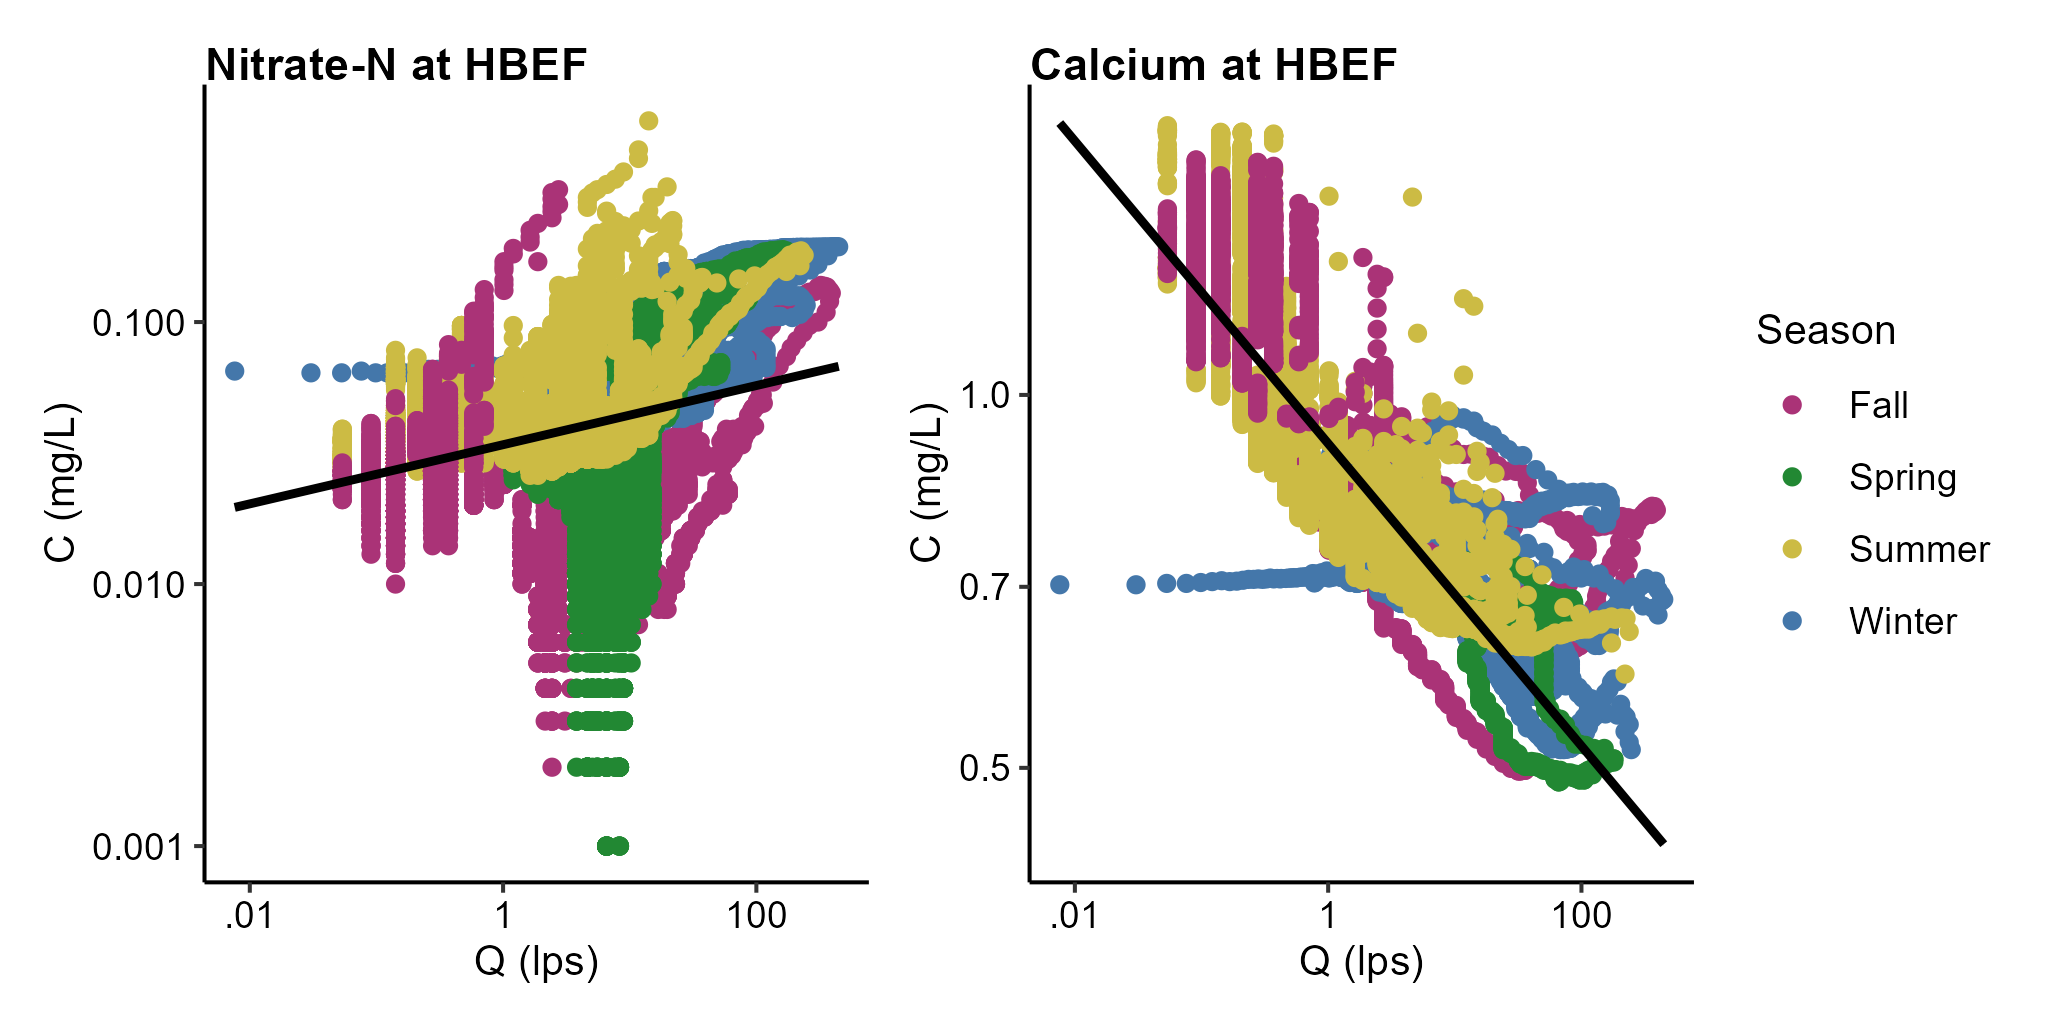 Nitrate-N at HBEF
C (mg/L)
0.100
0.010
0.001
.01 1 100
Q (lps)
Calcium at HBEF
C (mg/L)
1.0
0.7
0.5
.01 1 100
Q (lps)
Season
Fall
Spring
Summer
Winter